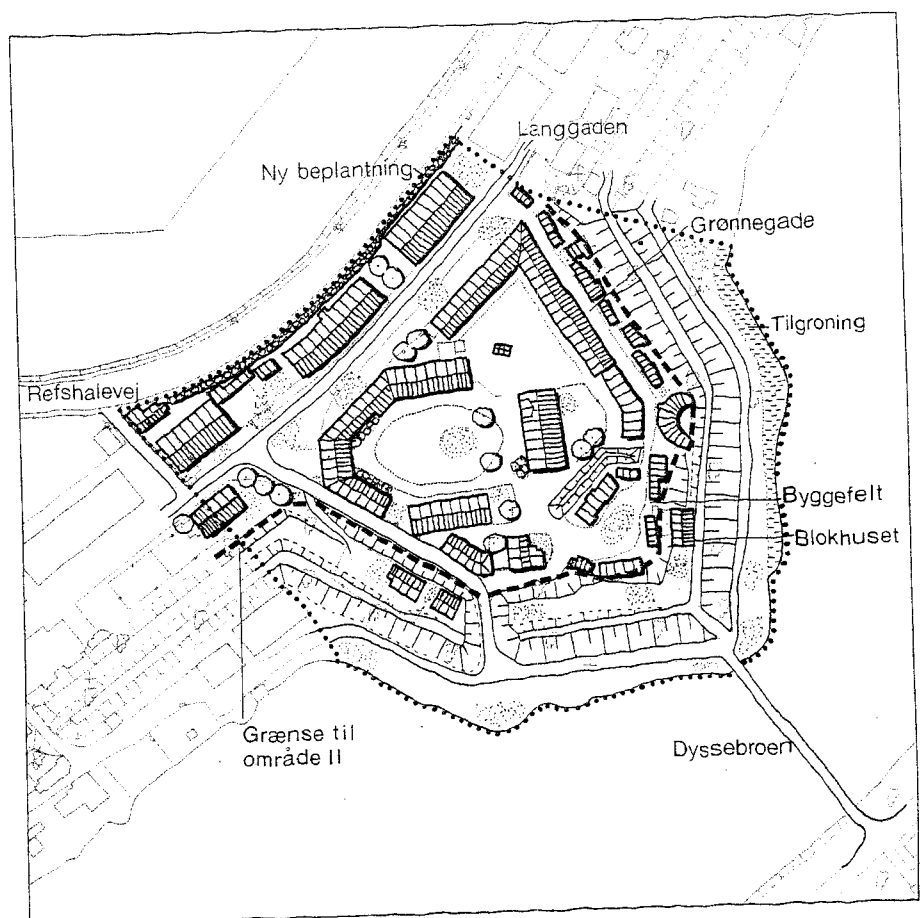 Langgaden
Ny beplantning
Grønnegade
Tilgroning
Refshalevej
Byggefelt
Blokhuset
Grænse til
område II
Dyssebroen